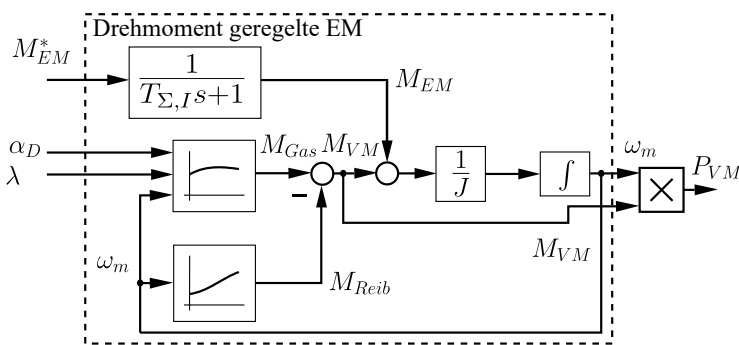 Drehmoment geregelte EM
M*_EM
1
T_Σ,I s+1
M_EM
α_D
λ
M_Gas
M_VM
1
J
∫
ω_m
×
P_VM
−
M_VM
ω_m
M_Reib